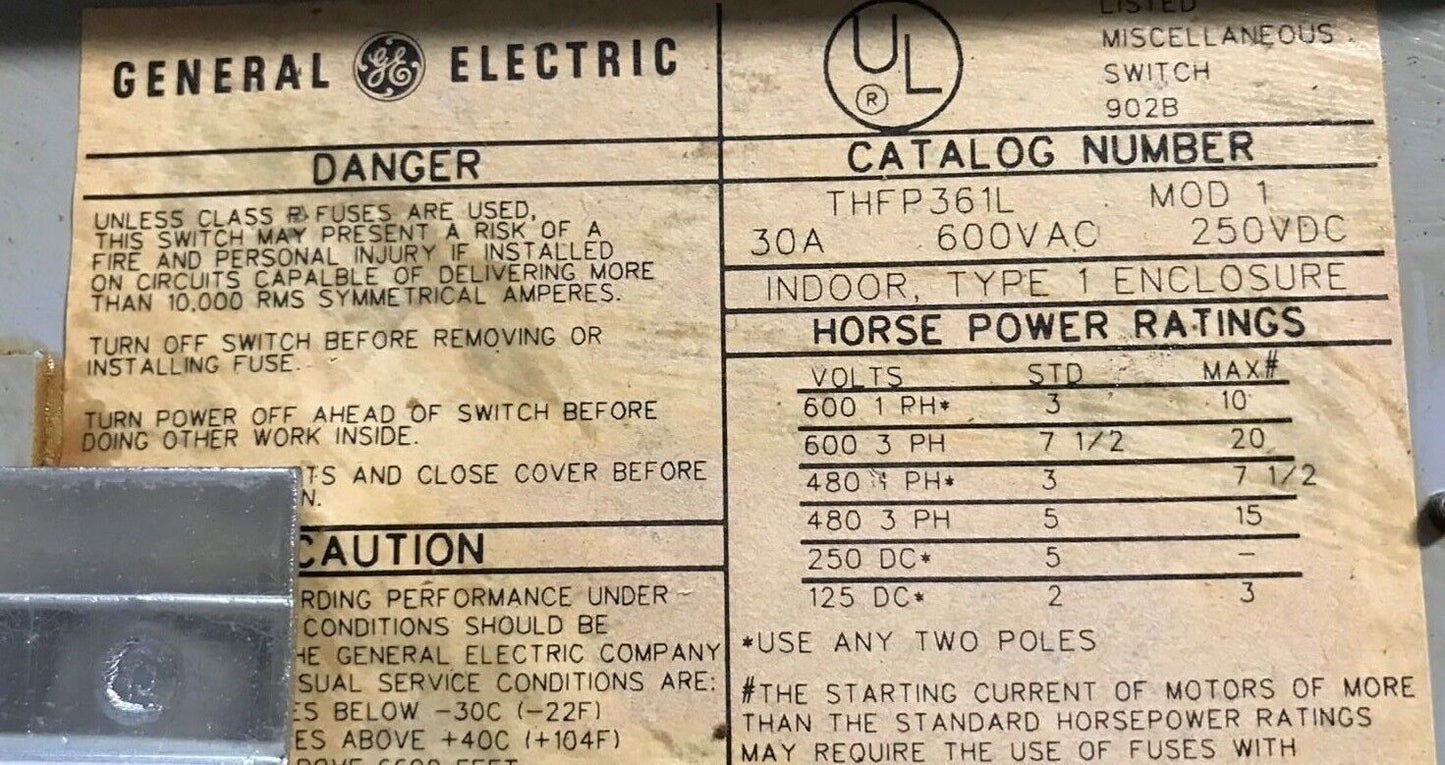 GENERAL GE ELECTRIC
DANGER
UNLESS CLASS R FUSES ARE USED,
THIS SWITCH MAY PRESENT A RISK OF A
FIRE AND PERSONAL INJURY IF INSTALLED
ON CIRCUITS CAPALBLE OF DELIVERING MORE
THAN 10,000 RMS SYMMETRICAL AMPERES.
TURN OFF SWITCH BEFORE REMOVING OR
INSTALLING FUSE.
TURN POWER OFF AHEAD OF SWITCH BEFORE
DOING OTHER WORK INSIDE.
TS AND CLOSE COVER BEFORE
N.
CAUTION
RDING PERFORMANCE UNDER
CONDITIONS SHOULD BE
HE GENERAL ELECTRIC COMPANY
SUAL SERVICE CONDITIONS ARE:
ES BELOW -30C (-22F)
ES ABOVE +40C (+104F)
UL ®
LISTED
MISCELLANEOUS
SWITCH
902B
CATALOG NUMBER
THFP361L MOD 1
30A 600VAC 250VDC
INDOOR, TYPE 1 ENCLOSURE
HORSE POWER RATINGS
VOLTS STD MAX#
600 1 PH* 3 10
600 3 PH 7 1/2 20
480 1 PH* 3 7 1/2
480 3 PH 5 15
250 DC* 5 -
125 DC* 2 3
*USE ANY TWO POLES
#THE STARTING CURRENT OF MOTORS OF MORE
THAN THE STANDARD HORSEPOWER RATINGS
MAY REQUIRE THE USE OF FUSES WITH